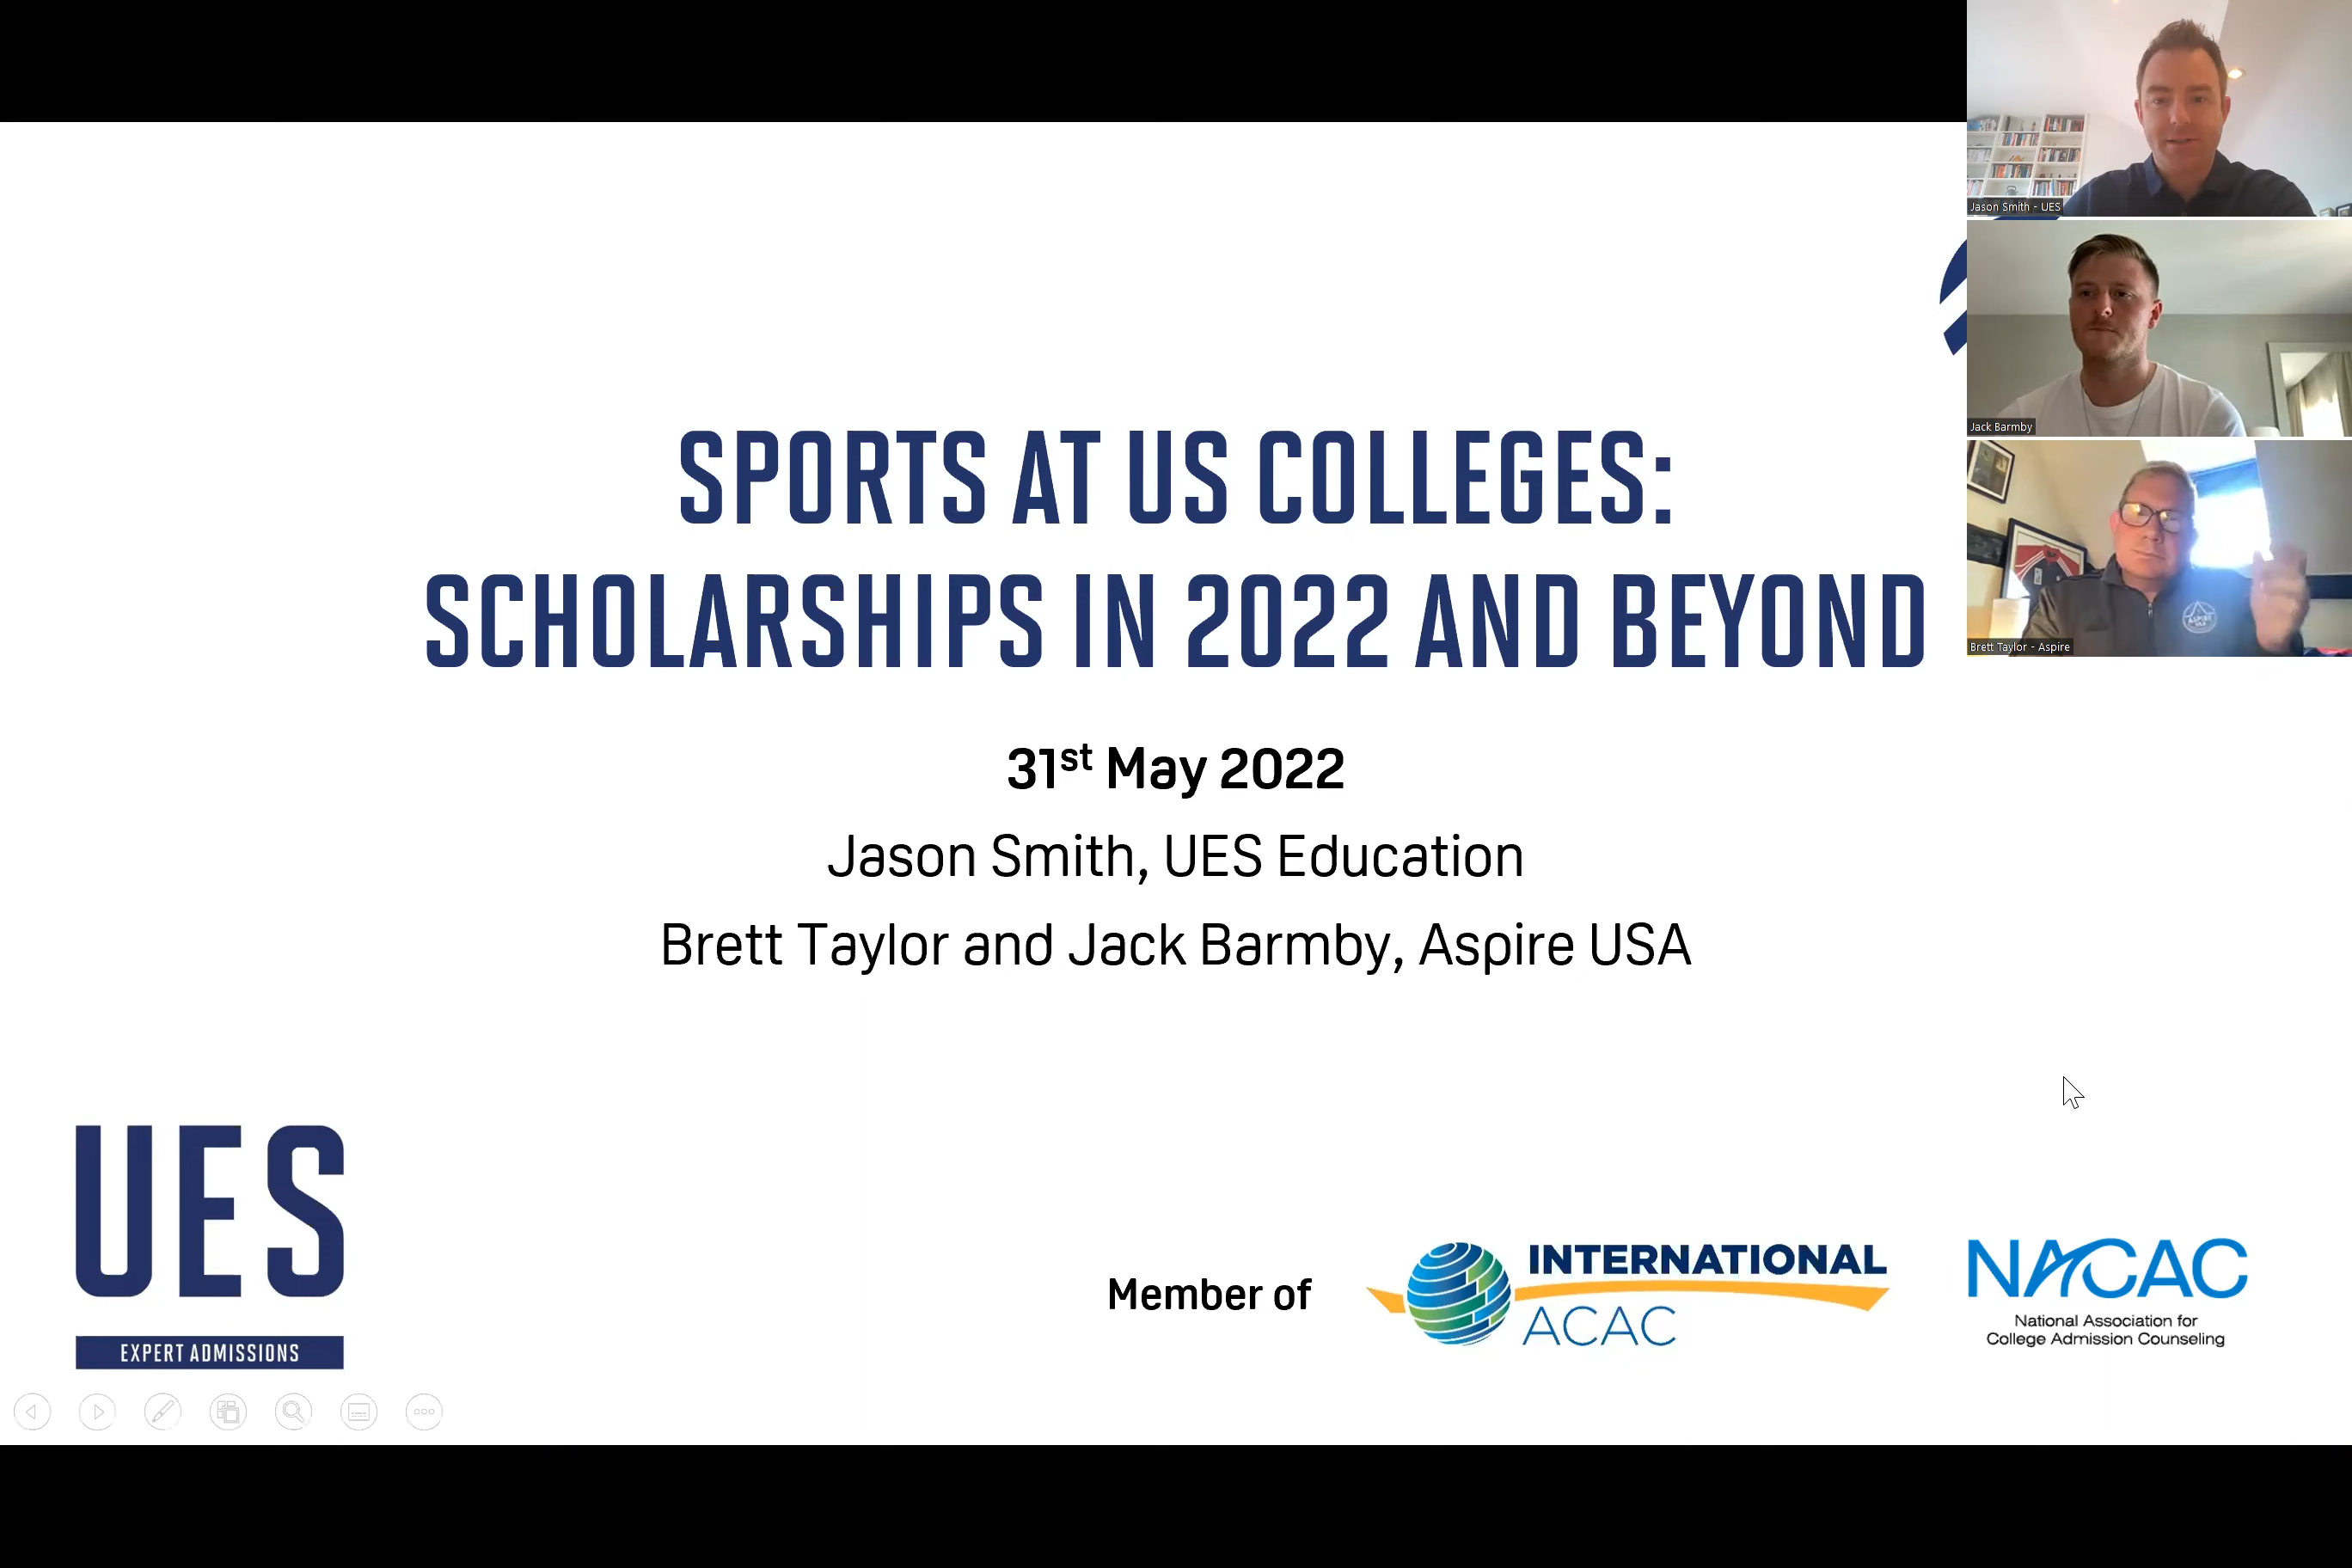 SPORTS AT US COLLEGES:
SCHOLARSHIPS IN 2022 AND BEYOND
31st May 2022
Jason Smith, UES Education
Brett Taylor and Jack Barmby, Aspire USA
UES
EXPERT ADMISSIONS
Member of
INTERNATIONAL
ACAC
NACAC
National Association for
College Admission Counseling
Jason Smith - UES
Jack Barmby
Brett Taylor - Aspire
ASPIRE
USA